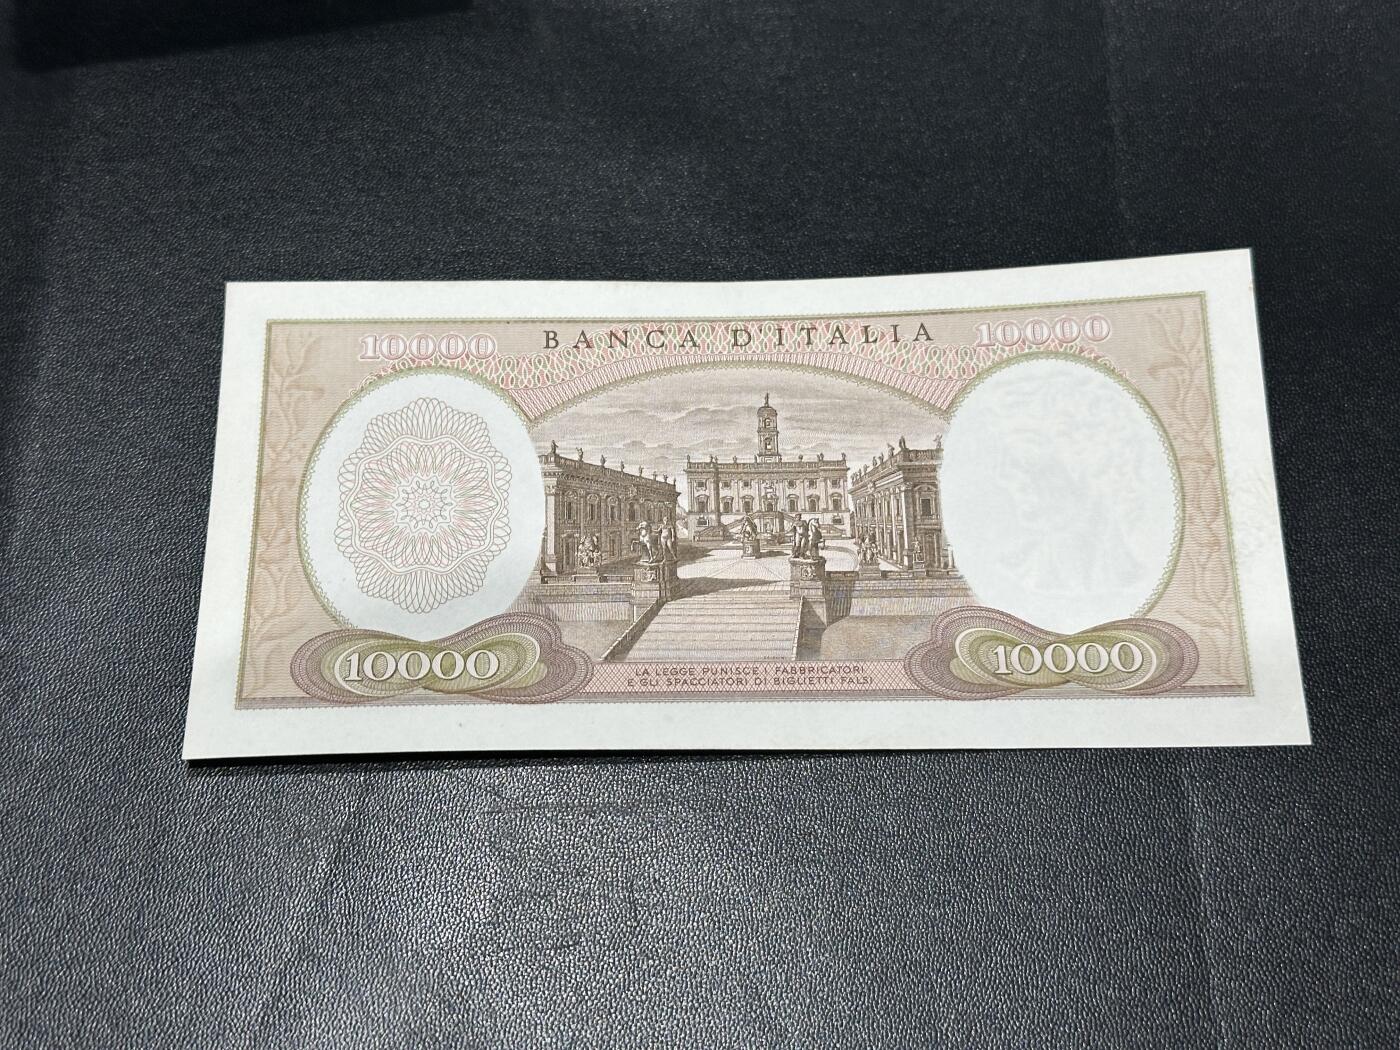 10000 BANCA D'ITALIA 10000
10000 10000
LA LEGGE PUNISCE I FABBRICATORI
E GLI SPACCIATORI DI BIGLIETTI FALSI